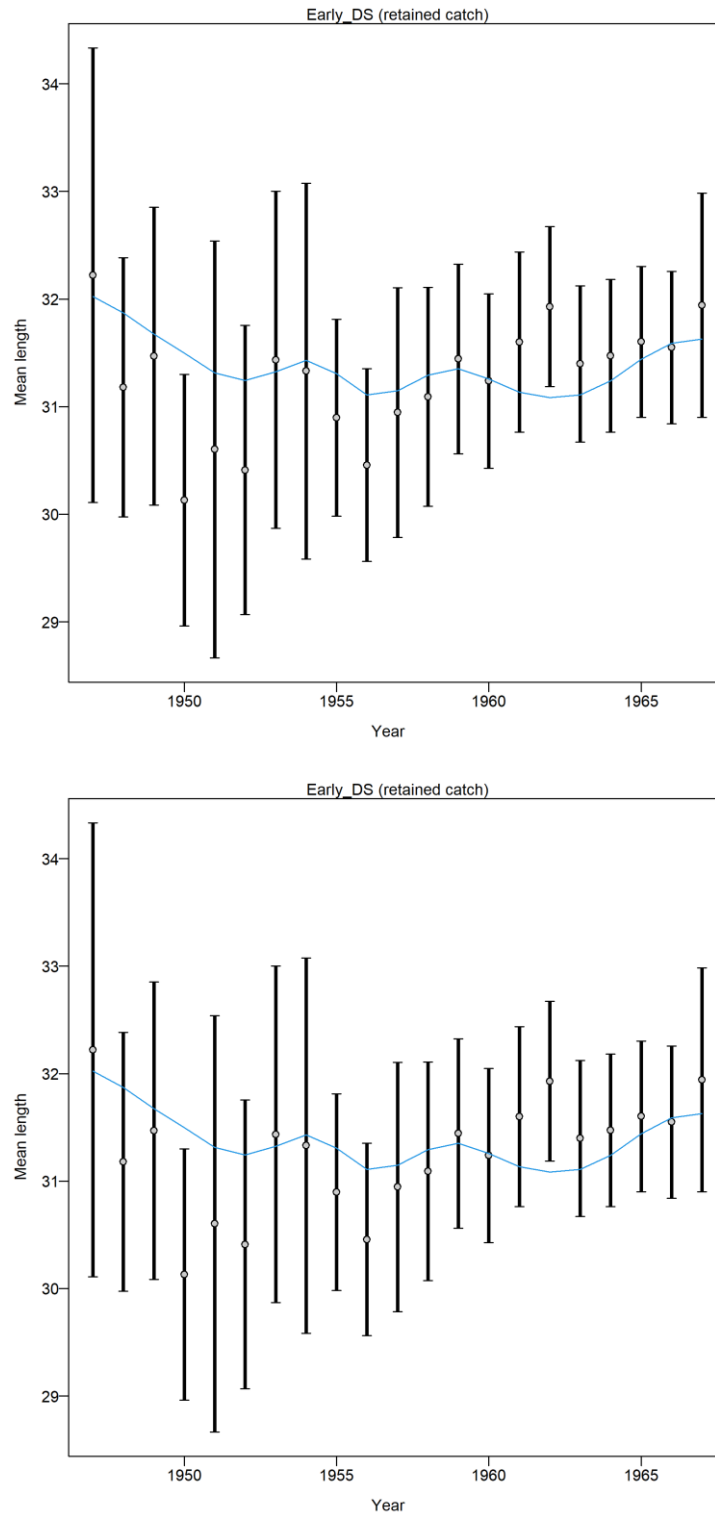 Early_DS (retained catch)
34
33
32
31
30
29
Mean length
1950 1955 1960 1965
Year
Early_DS (retained catch)
34
33
32
31
30
29
Mean length
1950 1955 1960 1965
Year